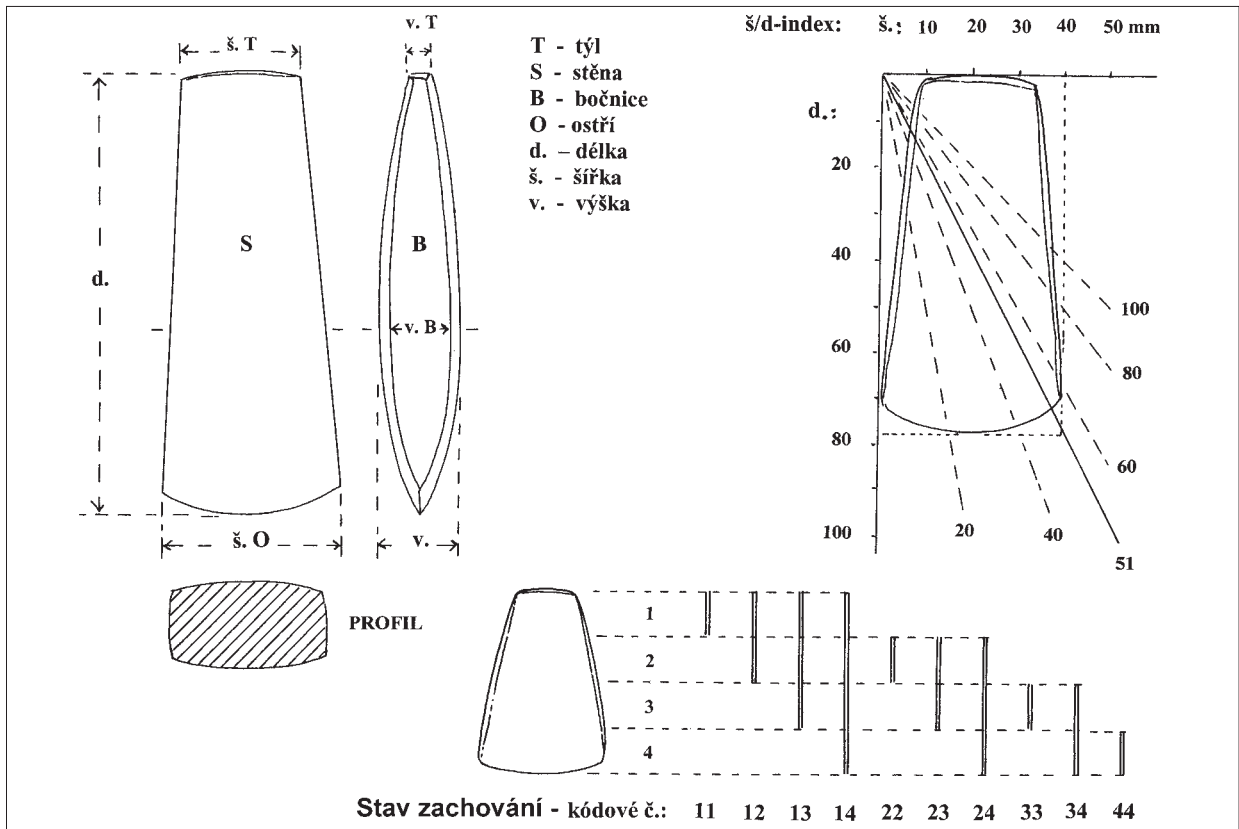 š. T
v. T
T - týl
S - stěna
B - bočnice
O - ostří
d. – délka
š. - šířka
v. - výška
d.
S
B
v. B
š. O
v.
PROFIL
š/d-index: š.; 10 20 30 40 50 mm
d.:
20
40
60
80
100
100
80
60
51
40
20
1
2
3
4
Stav zachování - kódové č.: 11 12 13 14 22 23 24 33 34 44